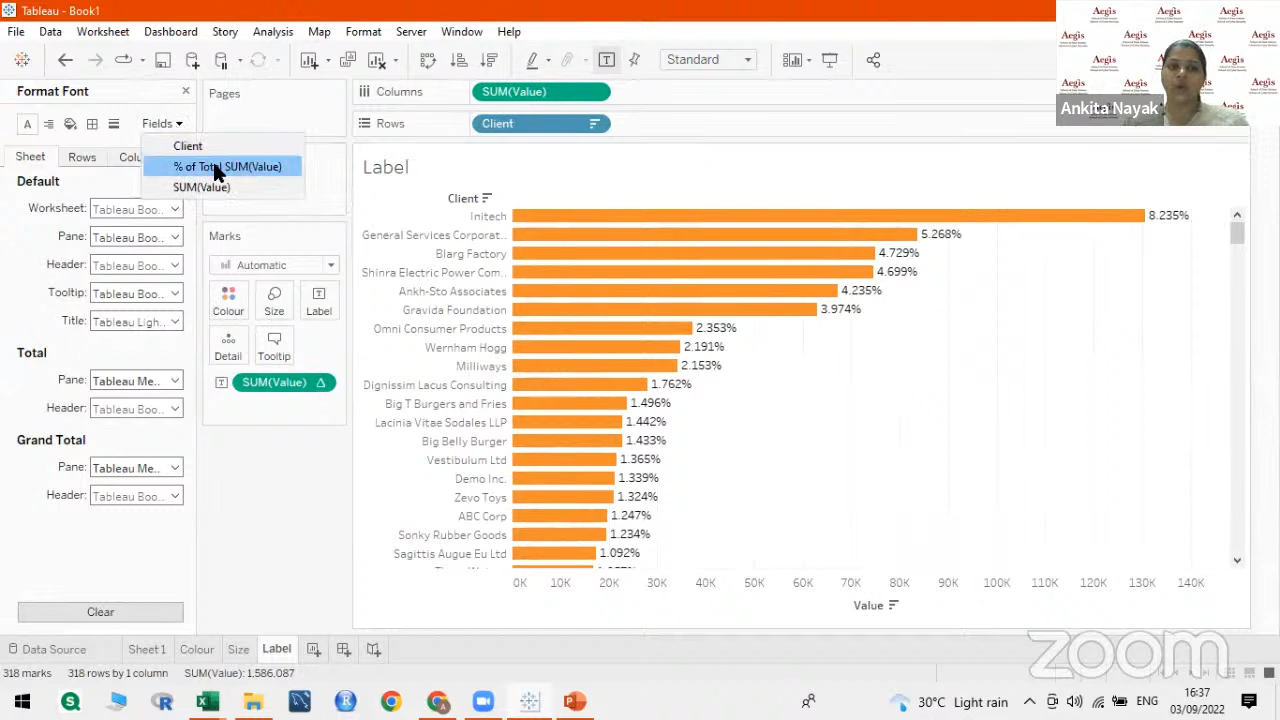 Tableau - Book1
File
Data
Worksheet
Dashboard
Story
Analysis
Map
Window
Help
Standard
Format Font
Fields
Sheet
Rows
Client
% of Total SUM(Value)
SUM(Value)
Default
Worksheet: Tableau Boo..
Pane: Tableau Boo..
Header: Tableau Boo..
Tooltip: Tableau Boo..
Title: Tableau Ligh..
Total
Pane: Tableau Me..
Header: Tableau Boo..
Grand Total
Pane: Tableau Me..
Header: Tableau Boo..
Clear
Pages
Marks
Automatic
Colour
Size
Label
Detail
Tooltip
SUM(Value)
Columns
SUM(Value)
Rows
Client
Label
Client
Initech 8.235%
General Services Corporat.. 5.268%
Blarg Factory 4.729%
Shinra Electric Power Com.. 4.699%
Ankh-Sto Associates 4.235%
Gravida Foundation 3.974%
Omni Consumer Products 2.353%
Wernham Hogg 2.191%
Milliways 2.153%
Dignissim Lacus Consulting 1.762%
Big T Burgers and Fries 1.496%
Lacinia Vitae Sodales LLP 1.442%
Big Belly Burger 1.433%
Vestibulum Ltd 1.365%
Demo Inc. 1.339%
Zevo Toys 1.324%
ABC Corp 1.247%
Sonky Rubber Goods 1.234%
Sagittis Augue Eu Ltd 1.092%
0K 10K 20K 30K 40K 50K 60K 70K 80K 90K 100K 110K 120K 130K 140K
Value
Aegis
Aegis
Aegis
Aegis
Aegis
Aegis
Ankita Nayak
zoom
Data Source
Sheet 1
Colour
Size
Label
318 marks
318 rows by 1 column
SUM(Value): 1,586,087
30° Light rain
16:37
03/09/2022